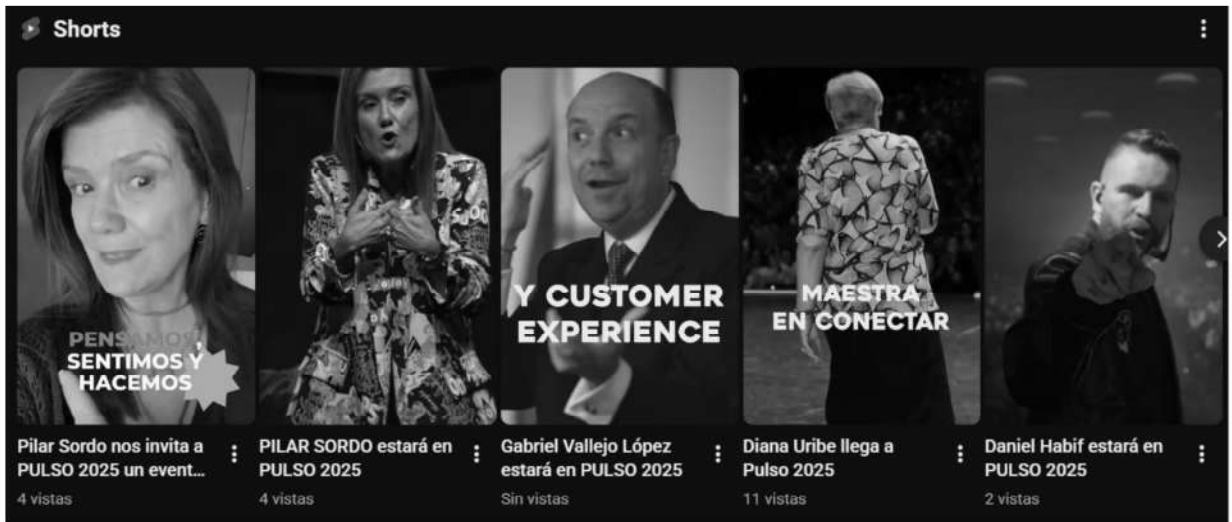 Shorts
PENSAMOS,
SENTIMOS Y
HACEMOS
Y CUSTOMER
EXPERIENCE
MAESTRA
EN CONECTAR
Pilar Sordo nos invita a
PULSO 2025 un event...
4 vistas
PILAR SORDO estará en
PULSO 2025
4 vistas
Gabriel Vallejo López
estará en PULSO 2025
Sin vistas
Diana Uribe llega a
Pulso 2025
11 vistas
Daniel Habif estará en
PULSO 2025
2 vistas